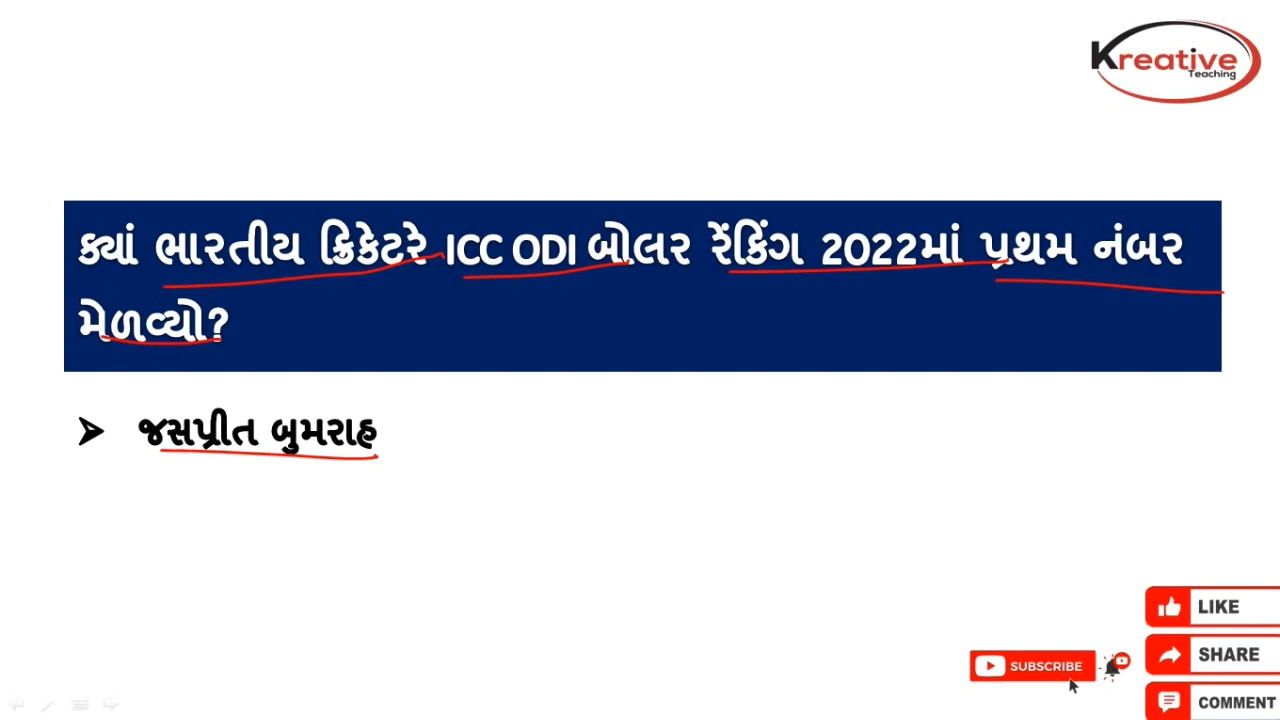 Kreative
Teaching
ક્યાં ભારતીય ક્રિકેટરે ICC ODI બોલર રેંકિંગ 2022માં પ્રથમ નંબર
મેળવ્યો?
➢ જસપ્રીત બુમરાહ
LIKE
SHARE
SUBSCRIBE
COMMENT